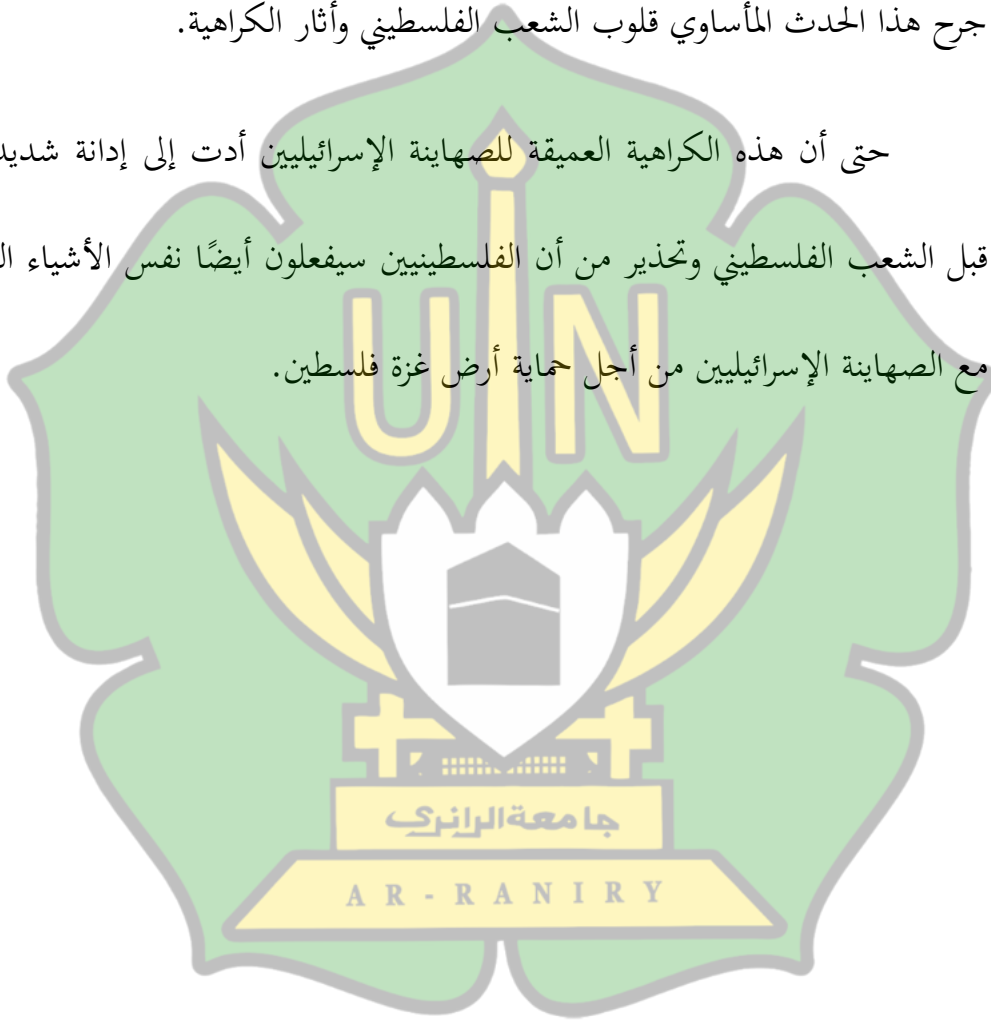 جرح هذا الحدث المأساوي قلوب الشعب الفلسطيني وأثار الكراهية.
حتى أن هذه الكراهية العميقة للصهاينة الإسرائيليين أدت إلى إدانة
قبل الشعب الفلسطيني وتحذير من أن الفلسطينيين سيفعلون أيضًا نفس الأشياء
مع الصهاينة الإسرائيليين من أجل حماية أرض غزة فلسطين.
UIN
جامعة الرانري
AR-RANIRY